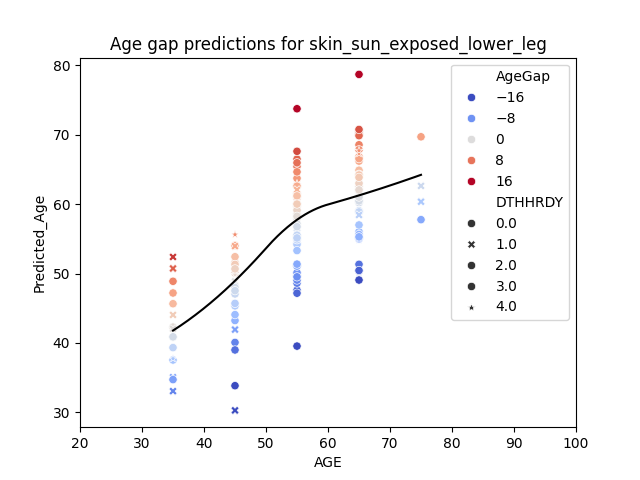 Age gap predictions for skin_sun_exposed_lower_leg
80
70
60
50
40
30
Predicted_Age
20 30 40 50 60 70 80 90 100
AGE
AgeGap
−16
−8
0
8
16
DTHHRDY
0.0
1.0
2.0
3.0
4.0